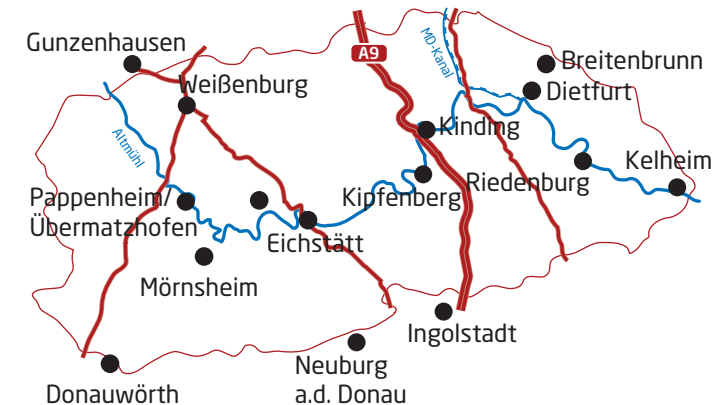 Gunzenhausen
A9
MD-Kanal
Breitenbrunn
Weißenburg
Dietfurt
Altmühl
Kinding
Kelheim
Pappenheim/
Übermatzhofen
Kipfenberg
Riedenburg
Eichstätt
Mörnsheim
Ingolstadt
Neuburg
a.d. Donau
Donauwörth